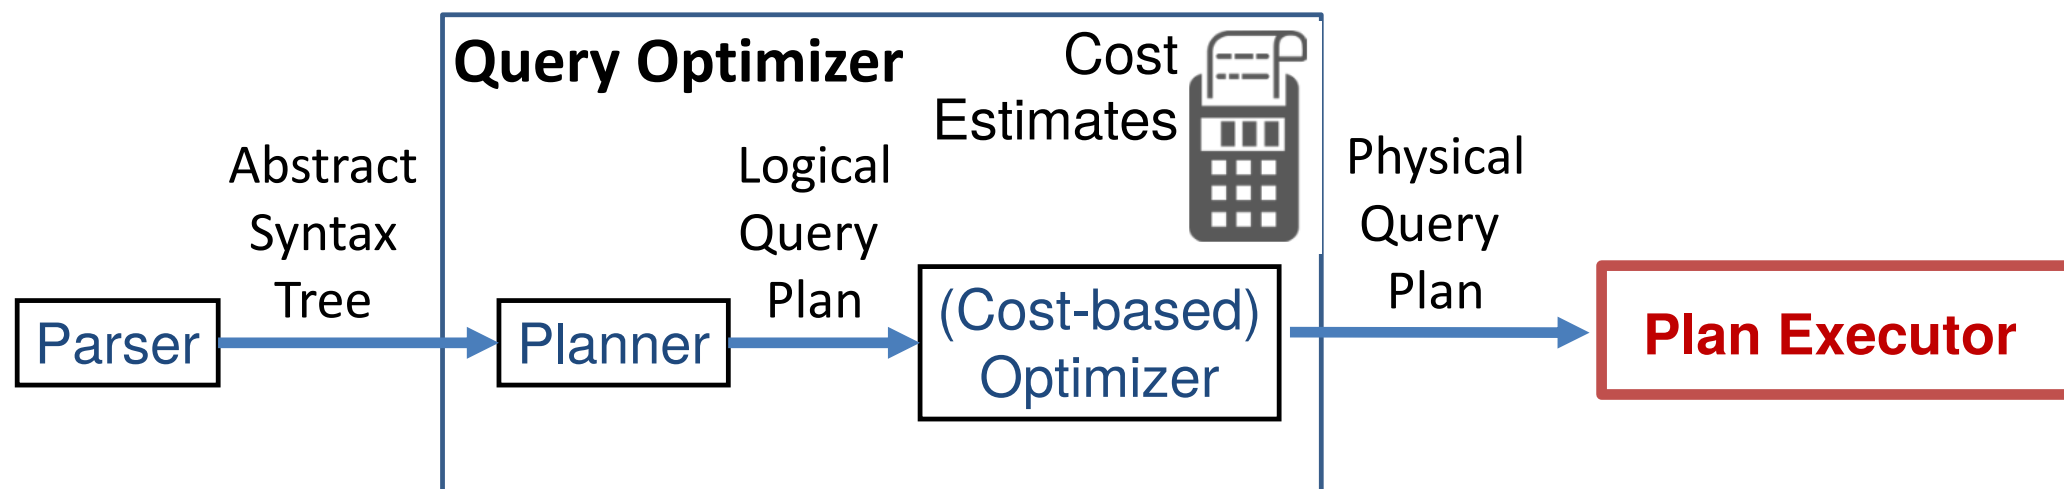 Query Optimizer
Cost
Estimates
Abstract
Syntax
Tree
Logical
Query
Plan
Physical
Query
Plan
Parser
Planner
(Cost-based)
Optimizer
Plan Executor